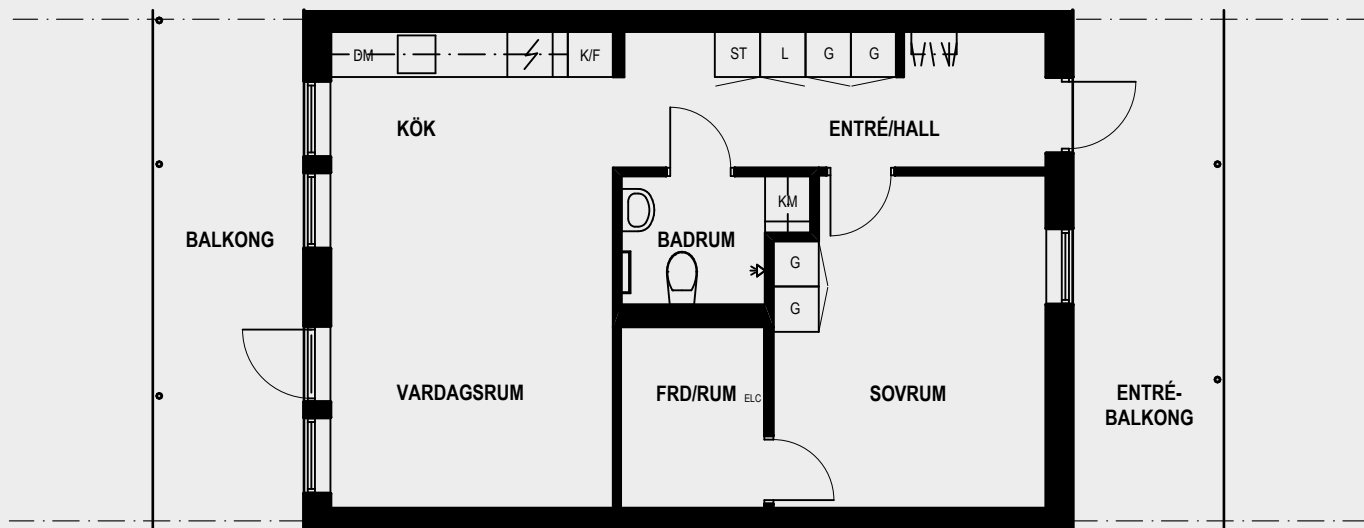 DM
K/F
ST
L
G
G
KÖK
ENTRÉ/HALL
KM
BALKONG
BADRUM
G
G
VARDAGSRUM
FRD/RUM
ELC
SOVRUM
ENTRÉ-
BALKONG